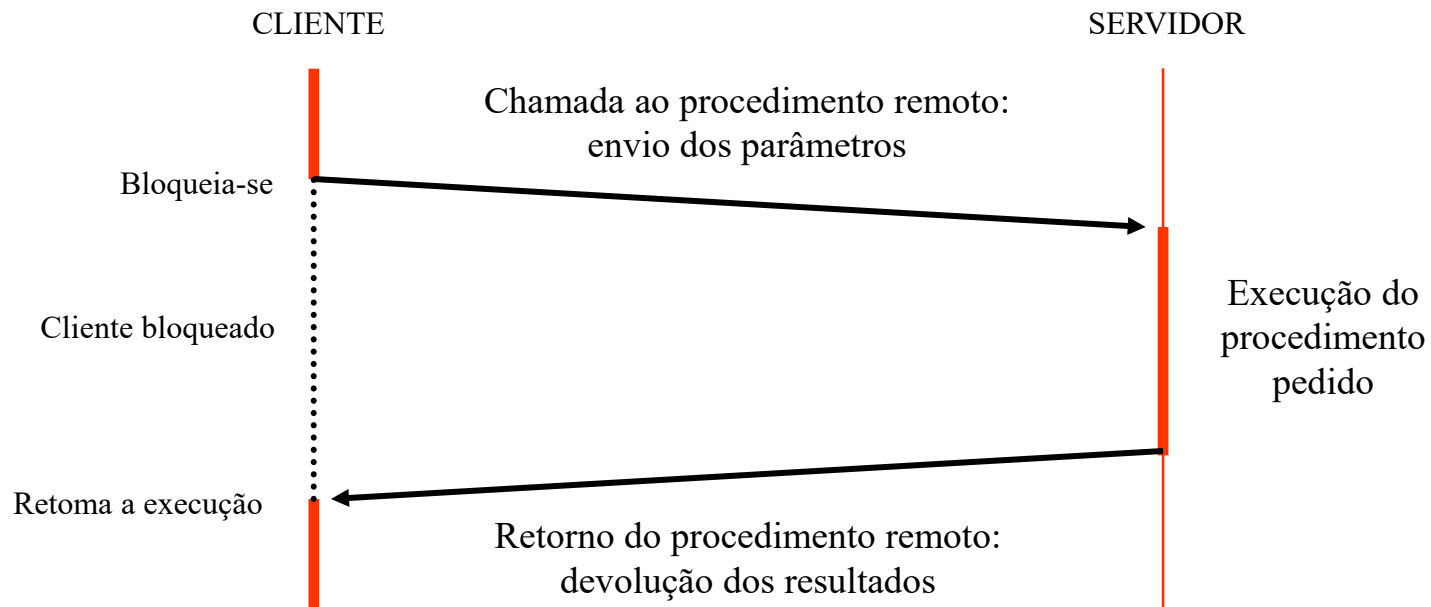 CLIENTE
SERVIDOR
Chamada ao procedimento remoto:
envio dos parâmetros
Bloqueia-se
Cliente bloqueado
Execução do
procedimento
pedido
Retoma a execução
Retorno do procedimento remoto:
devolução dos resultados